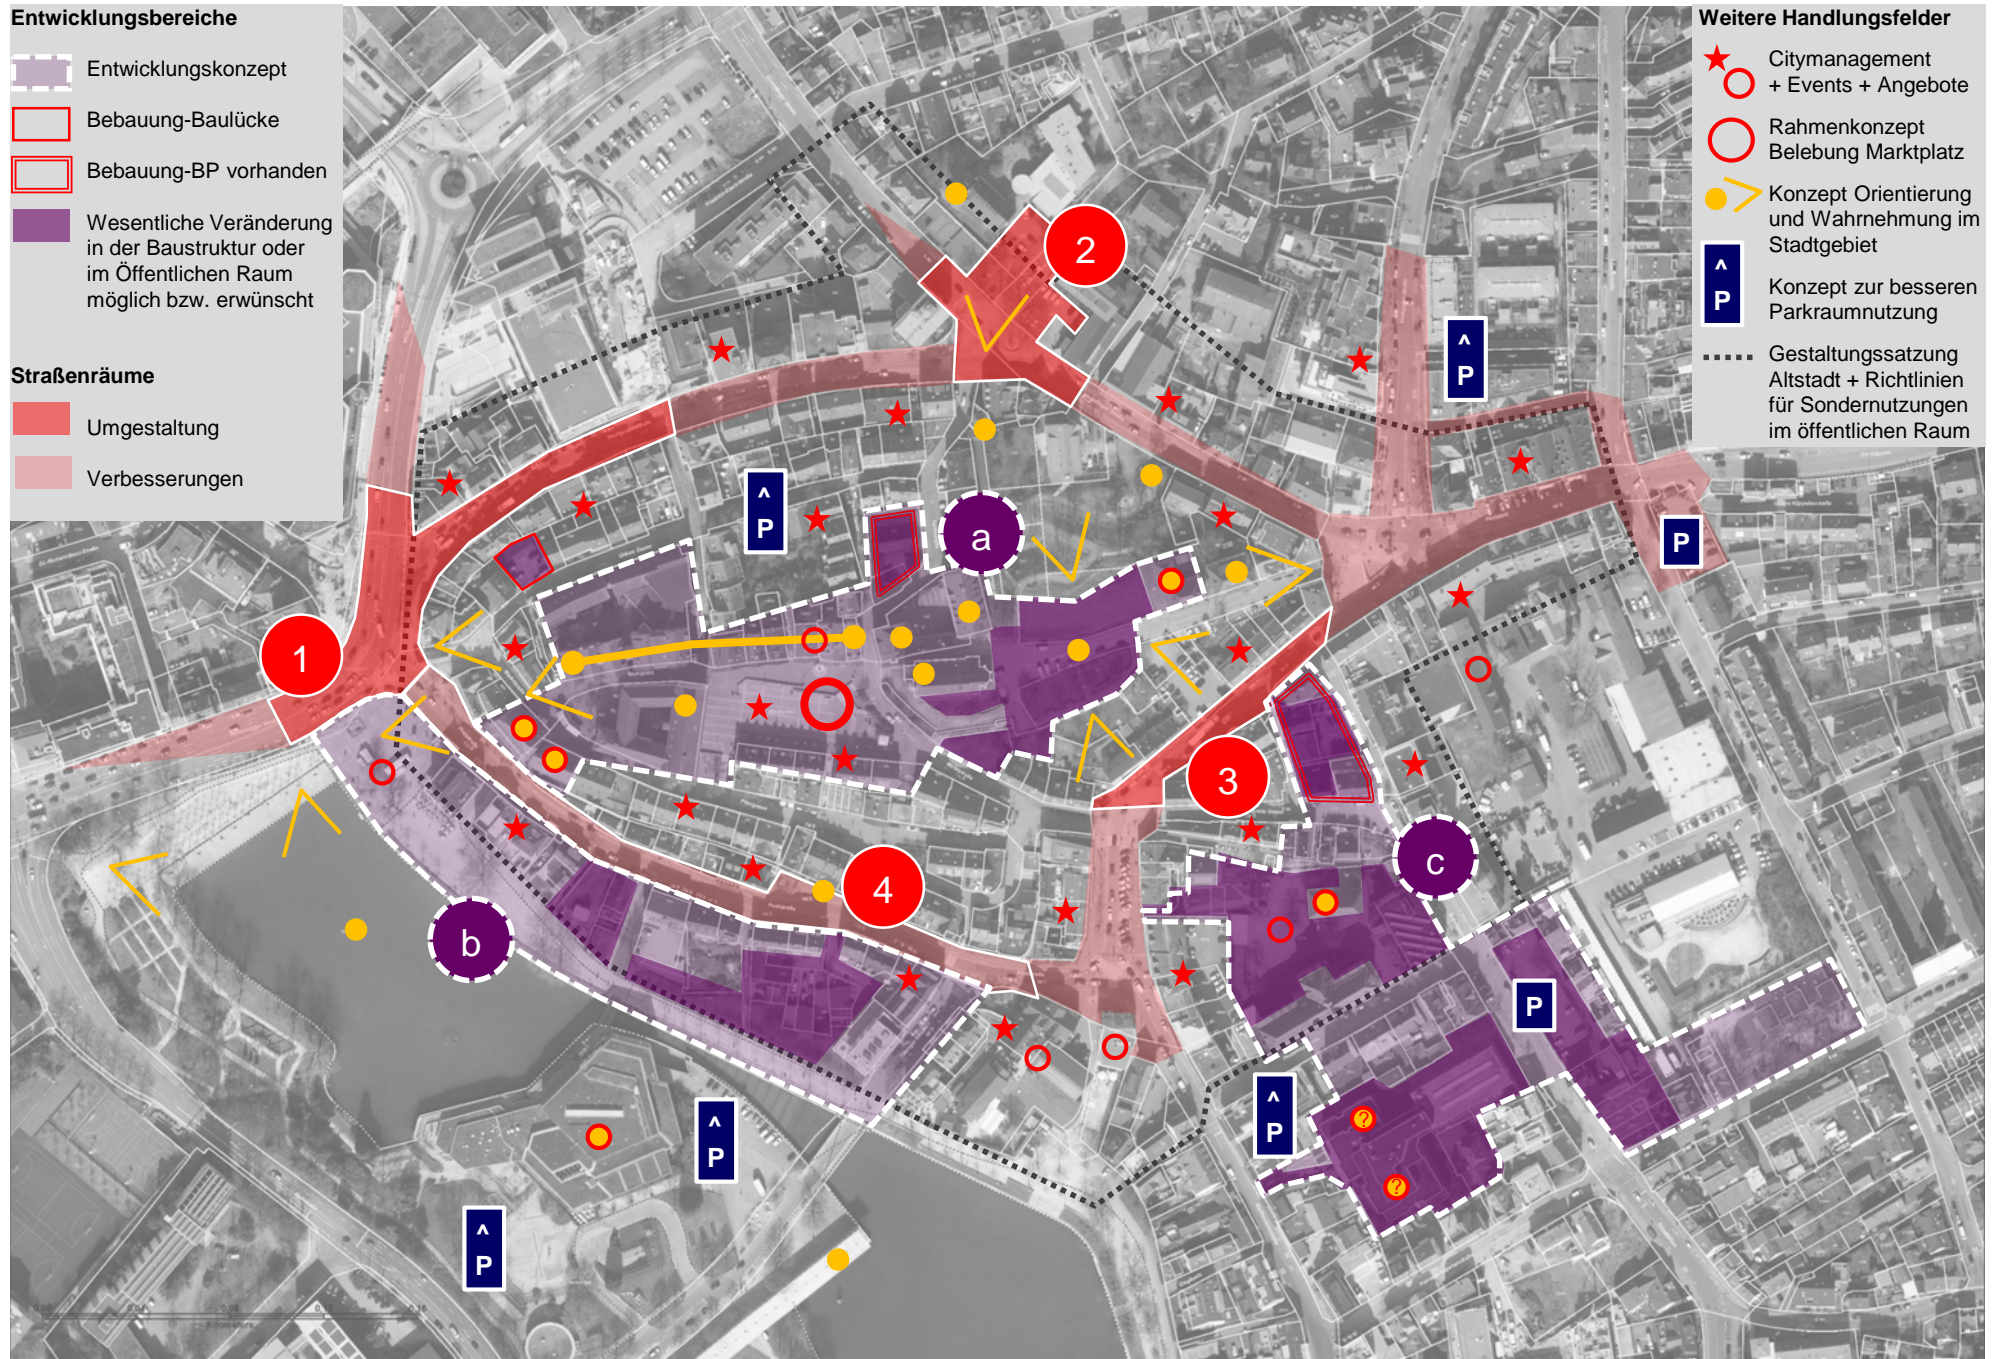 Entwicklungsbereiche
Entwicklungskonzept
Bebauung-Baulücke
Bebauung-BP vorhanden
Wesentliche Veränderung
in der Baustruktur oder
im Öffentlichen Raum
möglich bzw. erwünscht
Straßenräume
Umgestaltung
Verbesserungen
Weitere Handlungsfelder
Citymanagement
+ Events + Angebote
Rahmenkonzept
Belebung Marktplatz
Konzept Orientierung
und Wahrnehmung im
Stadtgebiet
^
P
Konzept zur besseren
Parkraumnutzung
Gestaltungssatzung
Altstadt + Richtlinien
für Sondernutzungen
im öffentlichen Raum
2
^
P
^
P
a
P
1
3
c
4
b
P
^
P
^
P
?
?
^
P
Poststraße
Kilometers